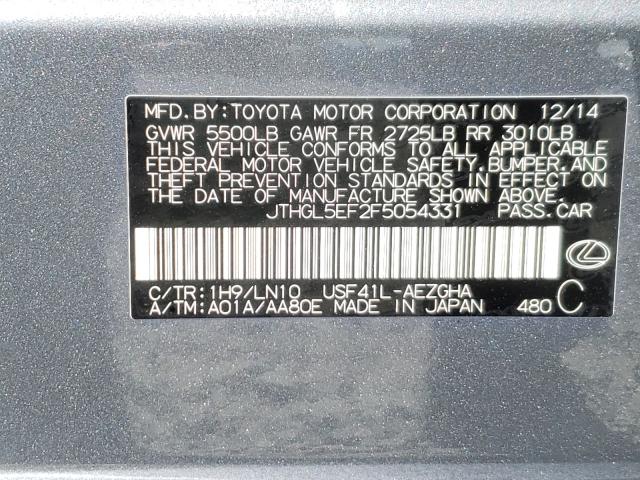 MFD.BY:TOYOTA MOTOR CORPORATION 12/14
GVWR 5500LB GAWR FR 2725LB RR 3010LB
THIS VEHICLE CONFORMS TO ALL APPLICABLE
FEDERAL MOTOR VEHICLE SAFETY,BUMPER,AND
THEFT PREVENTION STANDARDS IN EFFECT ON
THE DATE OF MANUFACTURE SHOWN ABOVE.
JTHGL5EF2F5054331 PASS.CAR
C/TR:1H9/LN10 USF41L-AEZGHA
A/TM:A01A/AA80E MADE IN JAPAN 480 C